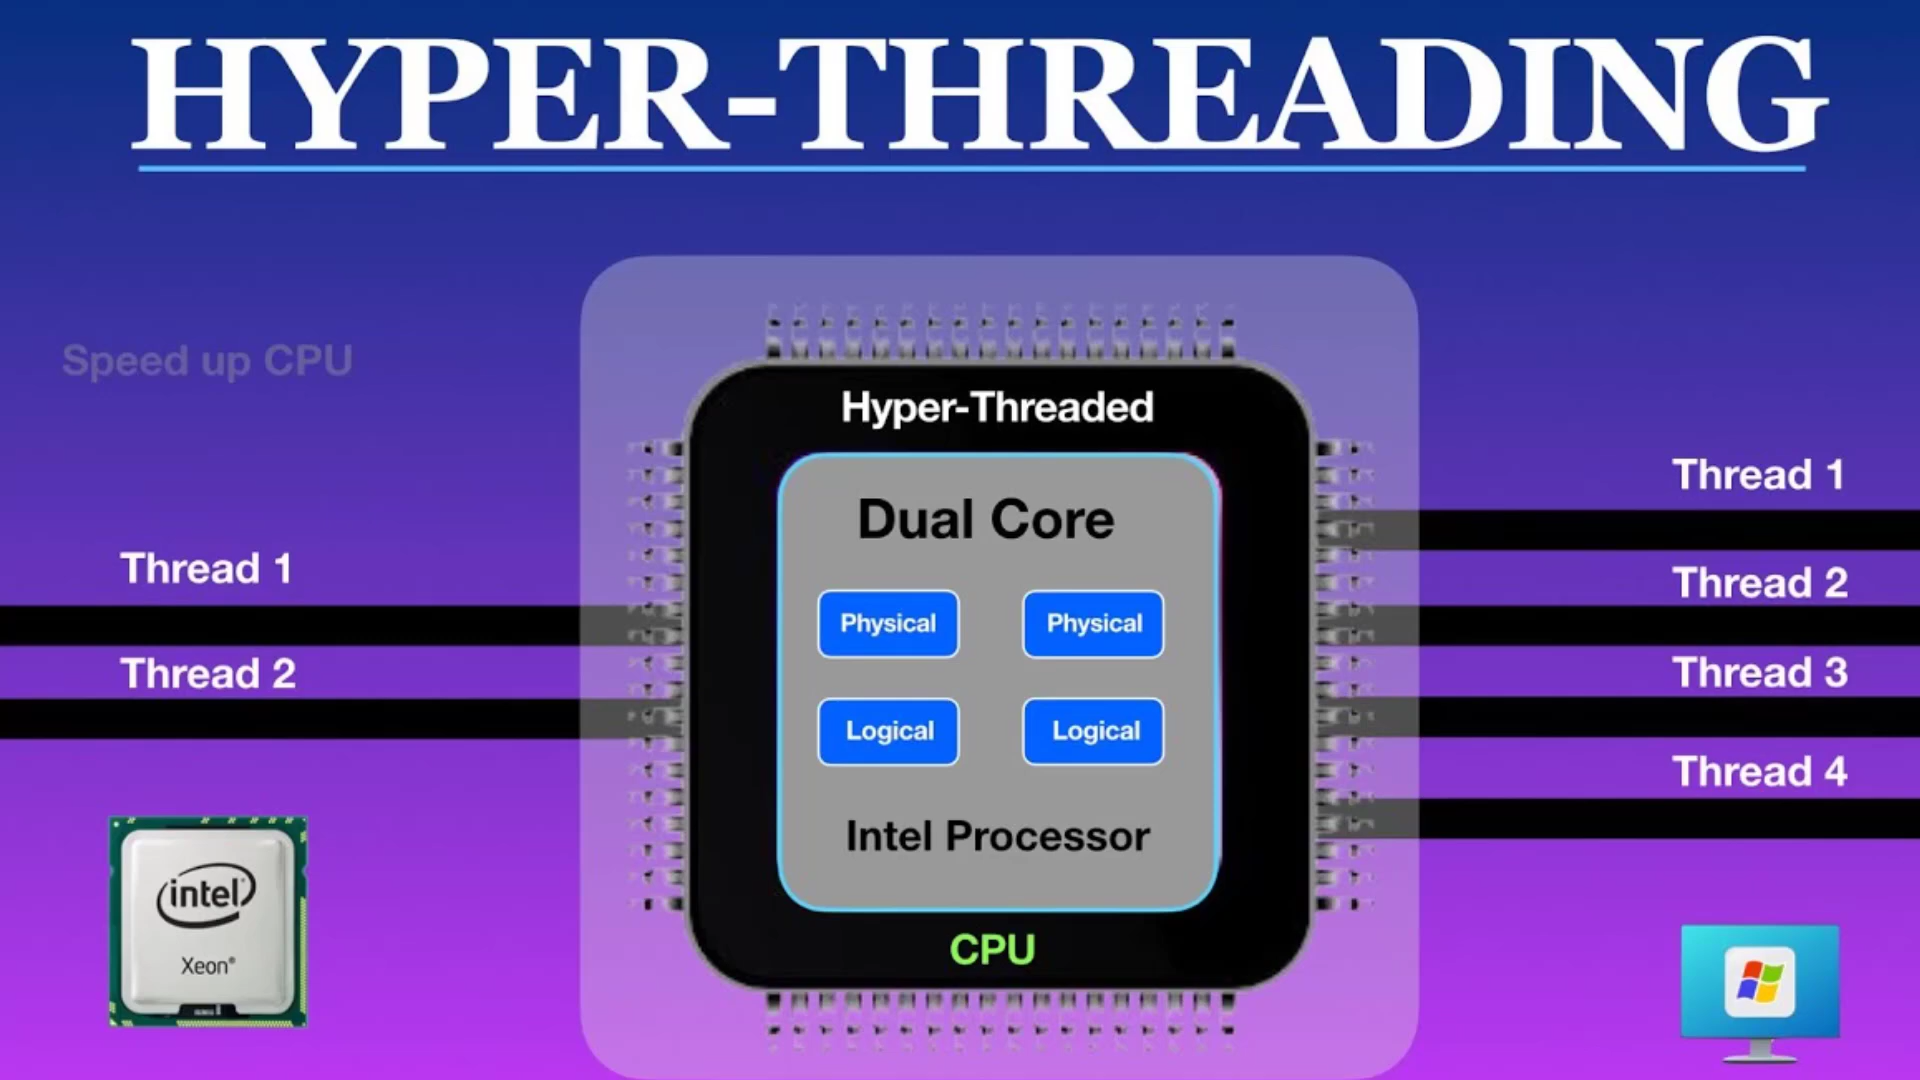 HYPER-THREADING
Speed up CPU
Hyper-Threaded
Dual Core
Physical
Physical
Logical
Logical
Intel Processor
CPU
Thread 1
Thread 2
Thread 1
Thread 2
Thread 3
Thread 4
intel
Xeon®